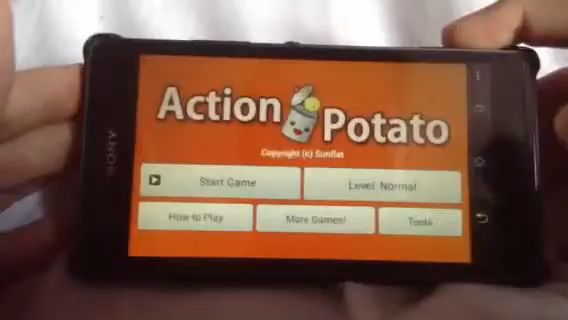 SONY
Action Potato
Copyright (c) Sunflat
Start Game
Level: Normal
How to Play
More Games!
Tools